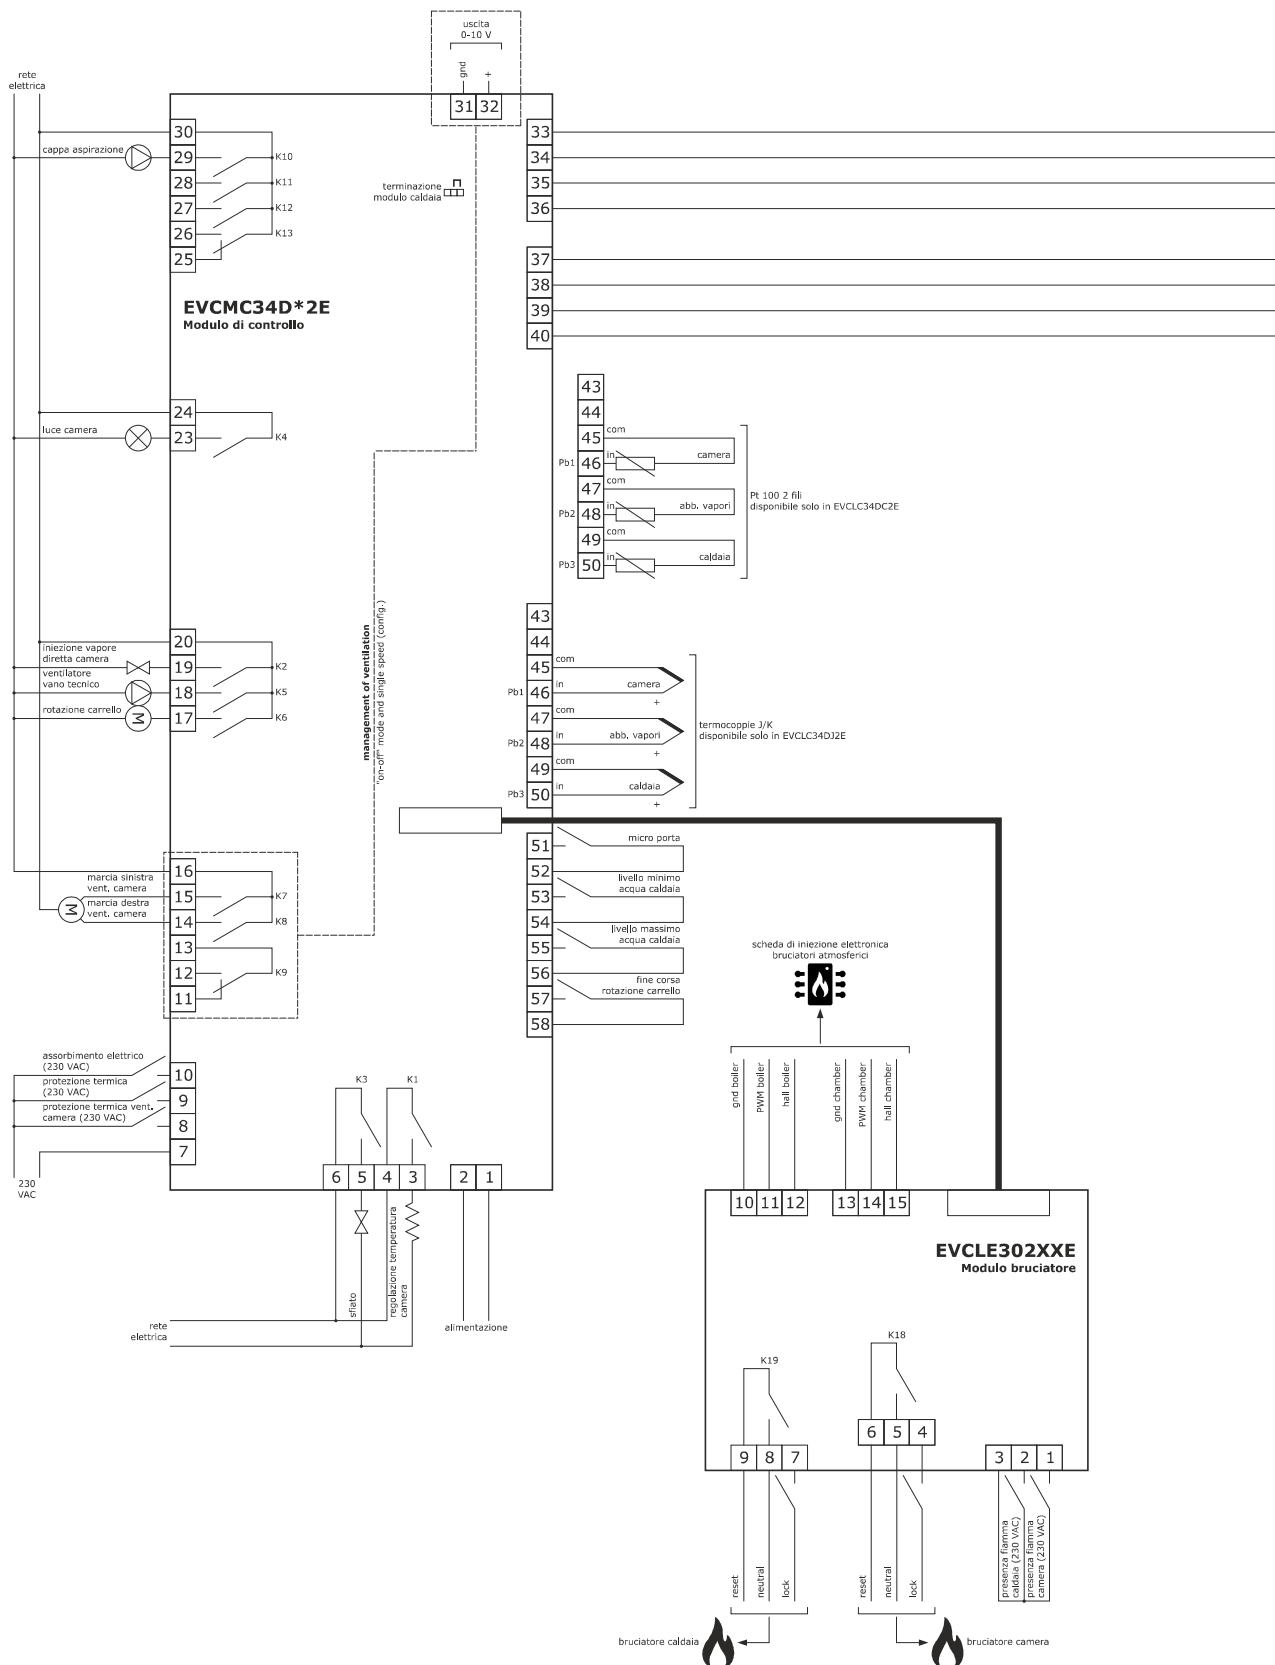 uscita
0-10 V
gnd
+
31 32
rete
elettrica
30
cappa aspirazione
29
K10
28
K11
27
K12
26
K13
25
terminazione
modulo caldaia
33
34
35
36
37
38
39
40
EVCMC34D*2E
Modulo di controllo
24
luce camera
23
K4
43
44
45
com
Pb1
46
in
camera
47
com
Pb2
48
in
abb. vapori
49
com
Pb3
50
in
caldaia
Pt 100 2 fili
disponibile solo in EVCLC34DC2E
20
iniezione vapore
diretta camera
19
K2
ventilatore
vano tecnico
18
K5
rotazione carrello
M
17
K6
management of ventilation
"on-off" mode and single speed (config.)
43
44
45
com
Pb1
46
in
camera
+
47
com
Pb2
48
in
abb. vapori
+
49
com
Pb3
50
in
caldaia
+
termocoppie J/K
disponibile solo in EVCLC34DJ2E
51
micro porta
52
livello minimo
acqua caldaia
53
54
livello massimo
acqua caldaia
55
56
fine corsa
rotazione carrello
57
58
16
marcia sinistra
vent. camera
15
K7
M
marcia destra
vent. camera
14
K8
13
12
K9
11
assorbimento elettrico
(230 VAC)
10
protezione termica
(230 VAC)
9
protezione termica vent.
camera (230 VAC)
8
7
230
VAC
K3
K1
6 5 4 3 2 1
sfiato
regolazione temperatura
camera
rete
elettrica
alimentazione
scheda di iniezione elettronica
bruciatori atmosferici
gnd boiler
PWM boiler
hall boiler
gnd chamber
PWM chamber
hall chamber
10 11 12 13 14 15
EVCLE302XXE
Modulo bruciatore
K18
K19
6 5 4
9 8 7
3 2 1
reset
neutral
lock
reset
neutral
lock
presenza fiamma
caldaia (230 VAC)
presenza fiamma
camera (230 VAC)
bruciatore caldaia
bruciatore camera